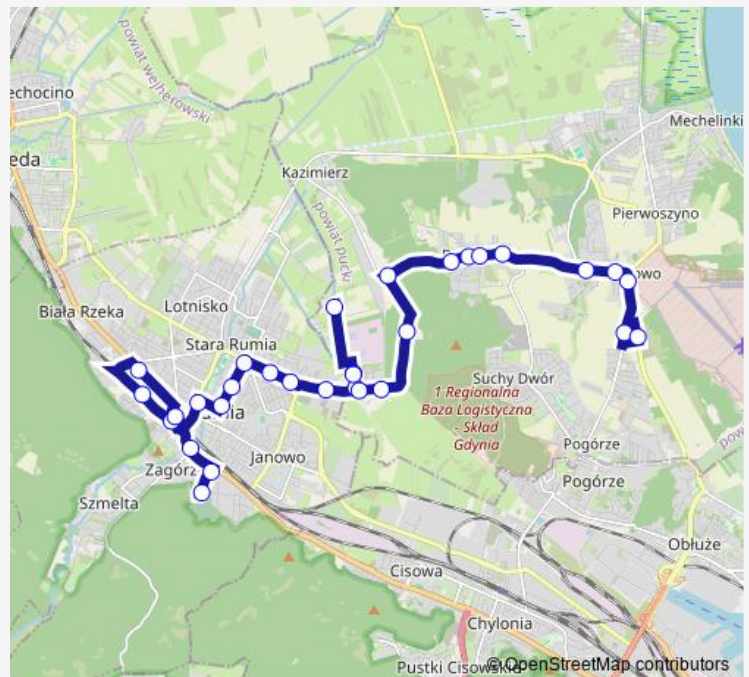 echocino
powiat wejherowski
Mechelinki
eda
Kazimierz
powiat pucki
Pierwoszyno
owo
Lotnisko
Biała Rzeka
Stara Rumia
Suchy Dwór
1 Regionalna
Baza Logistyczna
- Skład
Gdynia
Janowo
Pogórze
Zagórz
Pogórze
Szmelta
Obłuże
Cisowa
Chylonia
Pustki Cisowskie
© OpenStreetMap contributors